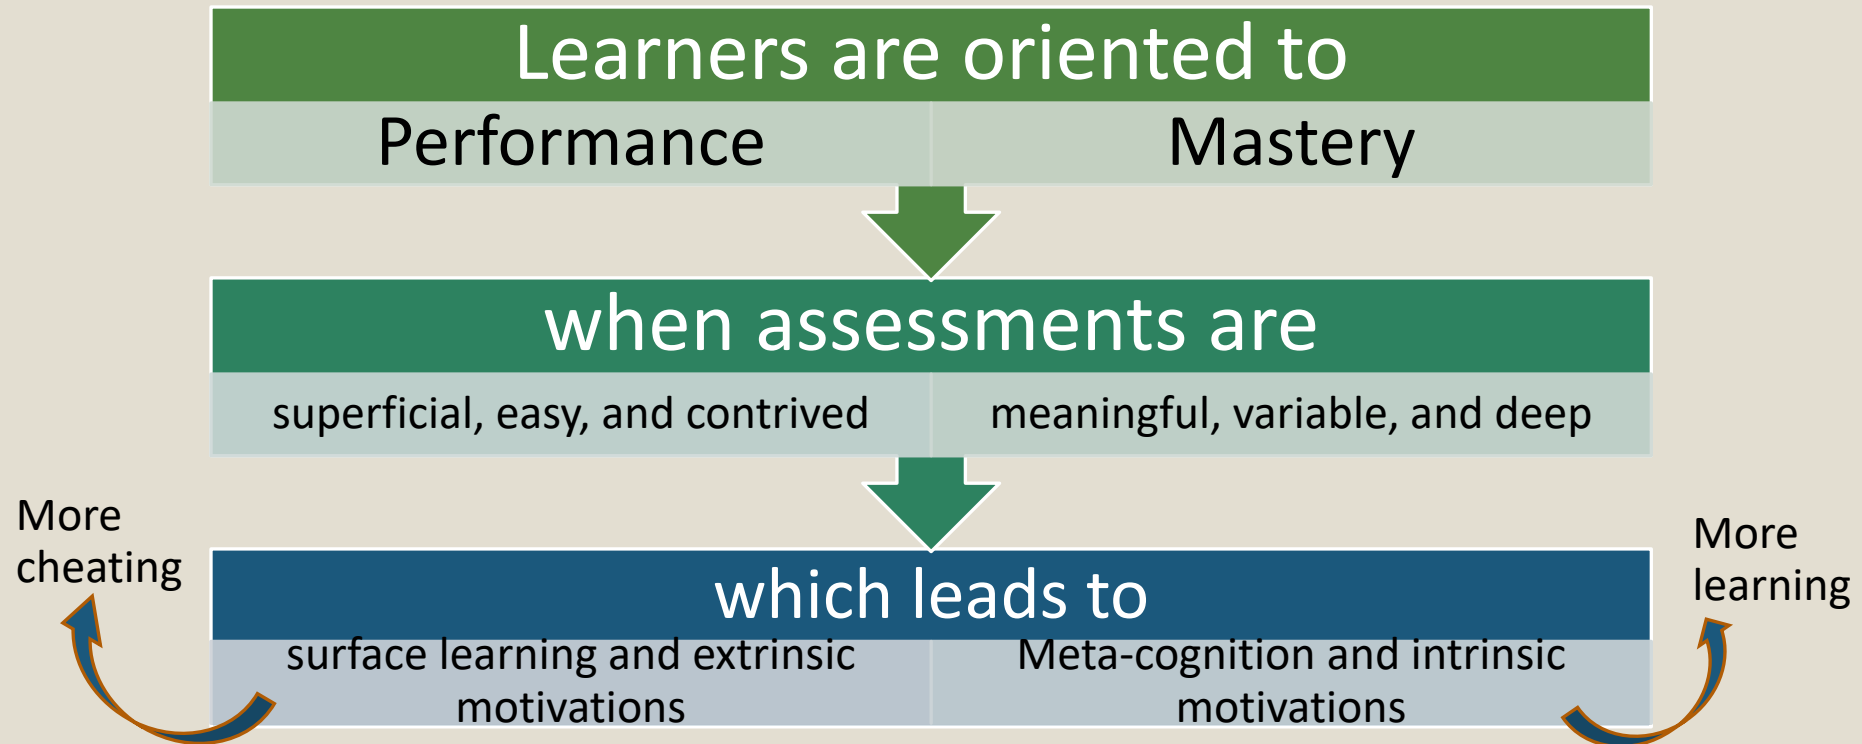 Learners are oriented to
Performance
Mastery
when assessments are
superficial, easy, and contrived
meaningful, variable, and deep
More
cheating
More
learning
which leads to
surface learning and extrinsic
motivations
Meta-cognition and intrinsic
motivations